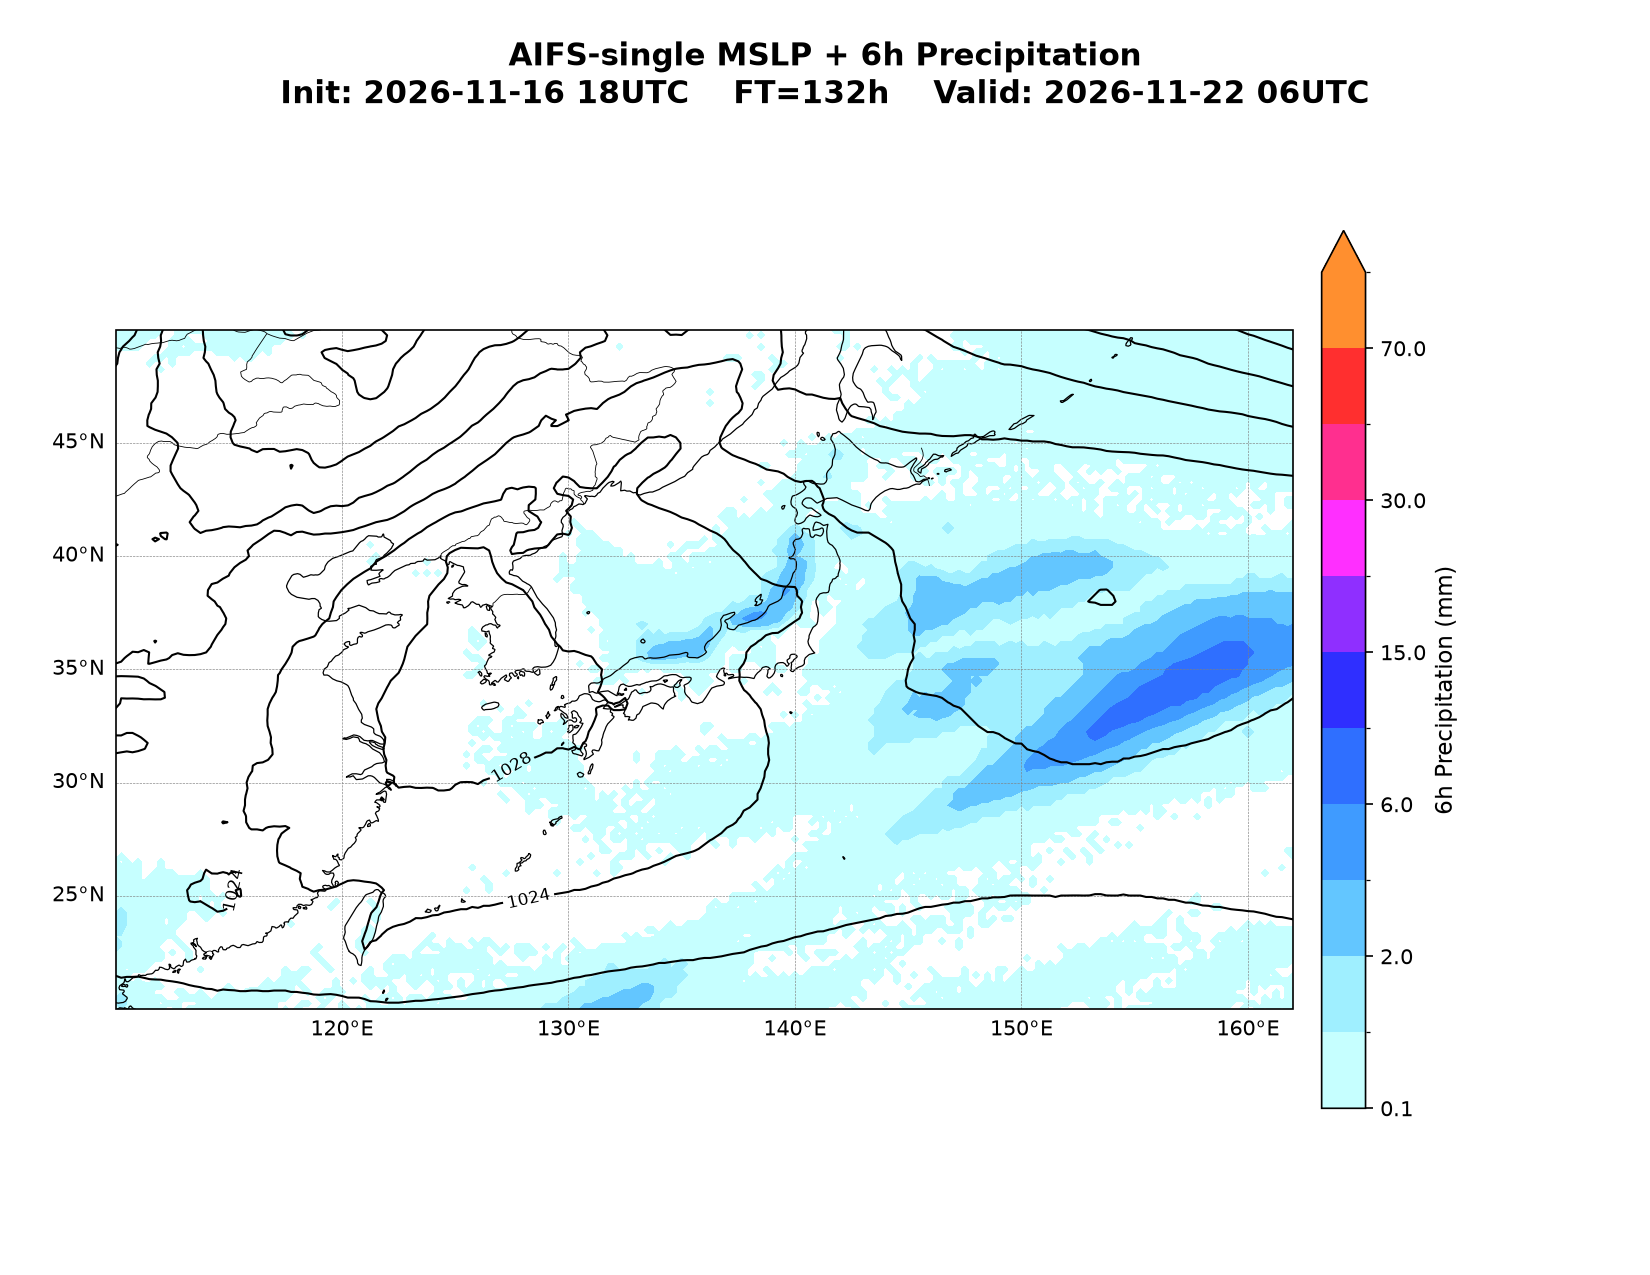 AIFS-single MSLP + 6h Precipitation
Init: 2026-11-16 18UTC    FT=132h    Valid: 2026-11-22 06UTC
70.0
45°N
30.0
40°N
35°N
15.0
6h Precipitation (mm)
1028
30°N
6.0
1024
1024
25°N
2.0
120°E
130°E
140°E
150°E
160°E
0.1